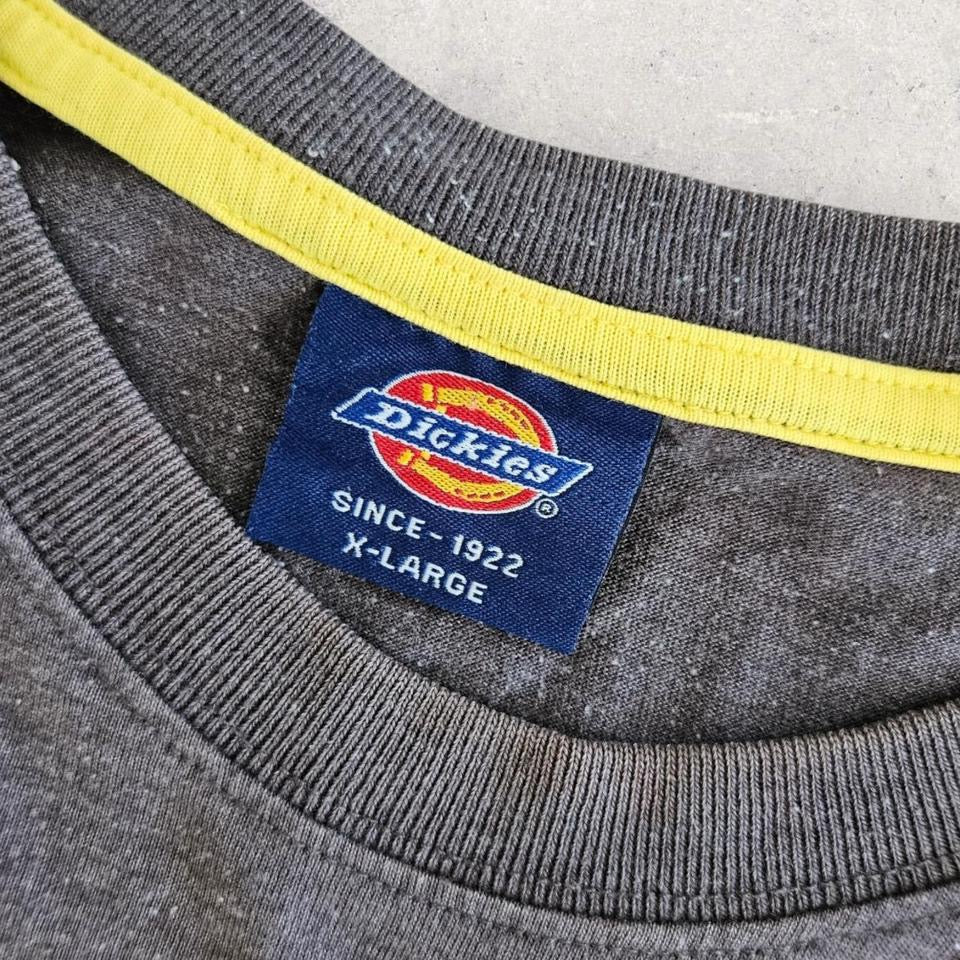 Dickies
®
SINCE-1922
X-LARGE